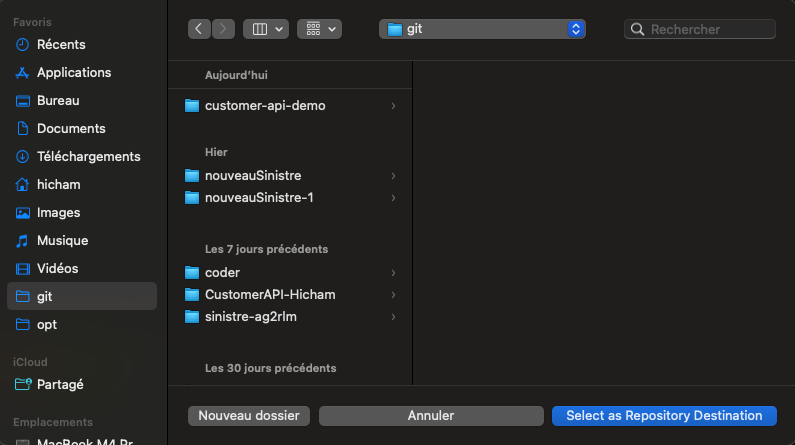 Favoris
Récents
Applications
Bureau
Documents
Téléchargements
hicham
Images
Musique
Vidéos
git
opt
iCloud
Partagé
Emplacements
MacBook M4 Pr
git
Rechercher
Aujourd'hui
customer-api-demo
Hier
nouveauSinistre
nouveauSinistre-1
Les 7 jours précédents
coder
CustomerAPI-Hicham
sinistre-ag2rlm
Les 30 jours précédents
Nouveau dossier
Annuler
Select as Repository Destination